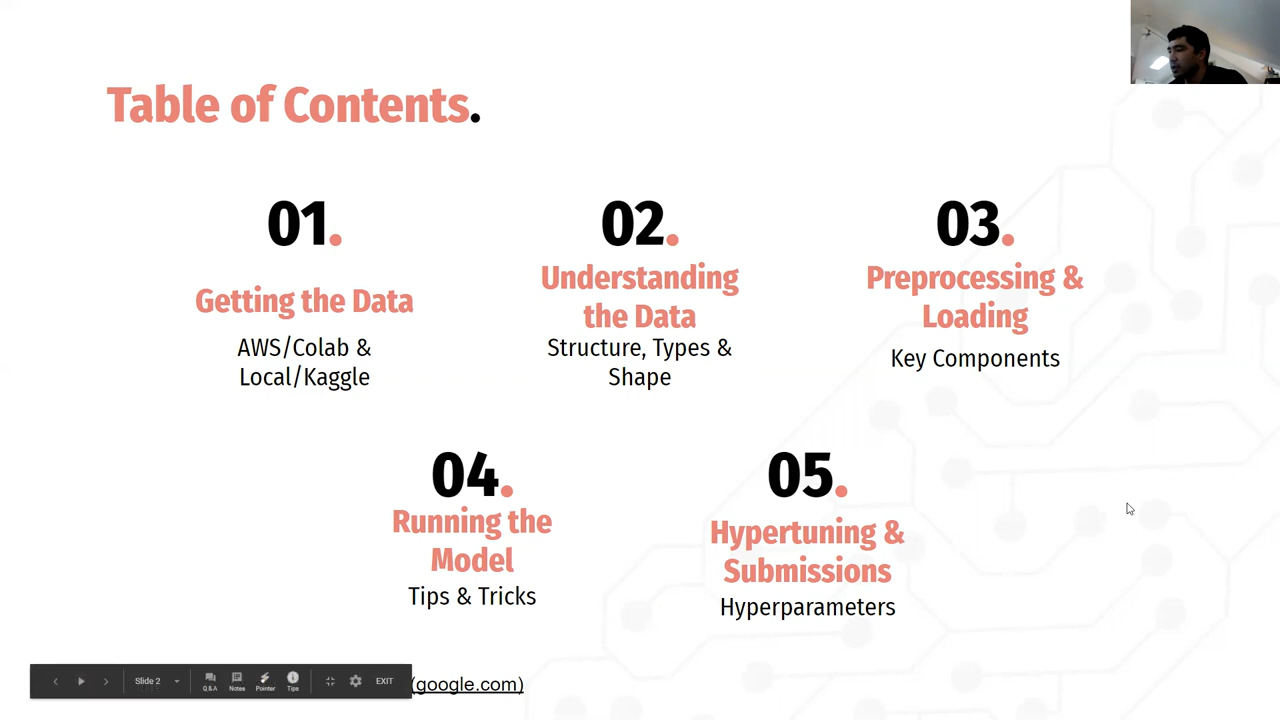 Table of Contents.
01.
Getting the Data
AWS/Colab &
Local/Kaggle
02.
Understanding
the Data
Structure, Types &
Shape
03.
Preprocessing &
Loading
Key Components
04.
Running the
Model
Tips & Tricks
05.
Hypertuning &
Submissions
Hyperparameters
Slide 2
Q&A
Notes
Pointer
Tips
EXIT
(google.com)